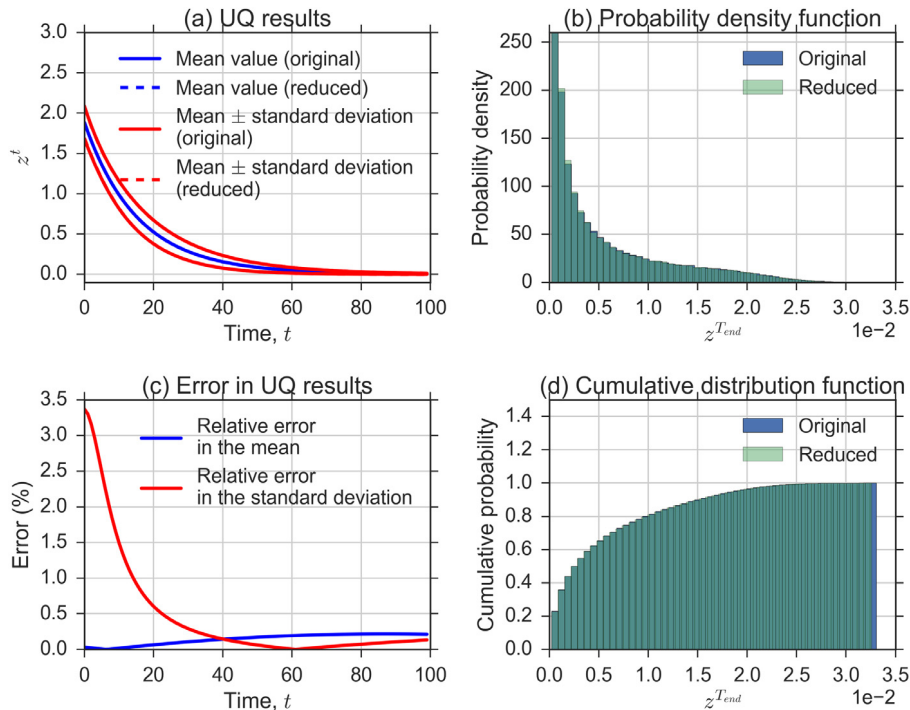 (a) UQ results
3.0
2.5
2.0
1.5
1.0
0.5
0.0
z^t
Mean value (original)
Mean value (reduced)
Mean ± standard deviation
(original)
Mean ± standard deviation
(reduced)
0 20 40 60 80 100
Time, t
(b) Probability density function
250
200
150
100
50
0
Probability density
Original
Reduced
0.0 0.5 1.0 1.5 2.0 2.5 3.0 3.5
1e-2
z^{T_{end}}
(c) Error in UQ results
3.5
3.0
2.5
2.0
1.5
1.0
0.5
0.0
Error (%)
Relative error
in the mean
Relative error
in the standard deviation
0 20 40 60 80 100
Time, t
(d) Cumulative distribution function
1.4
1.2
1.0
0.8
0.6
0.4
0.2
0.0
Cumulative probability
Original
Reduced
0.0 0.5 1.0 1.5 2.0 2.5 3.0 3.5
1e-2
z^{T_{end}}